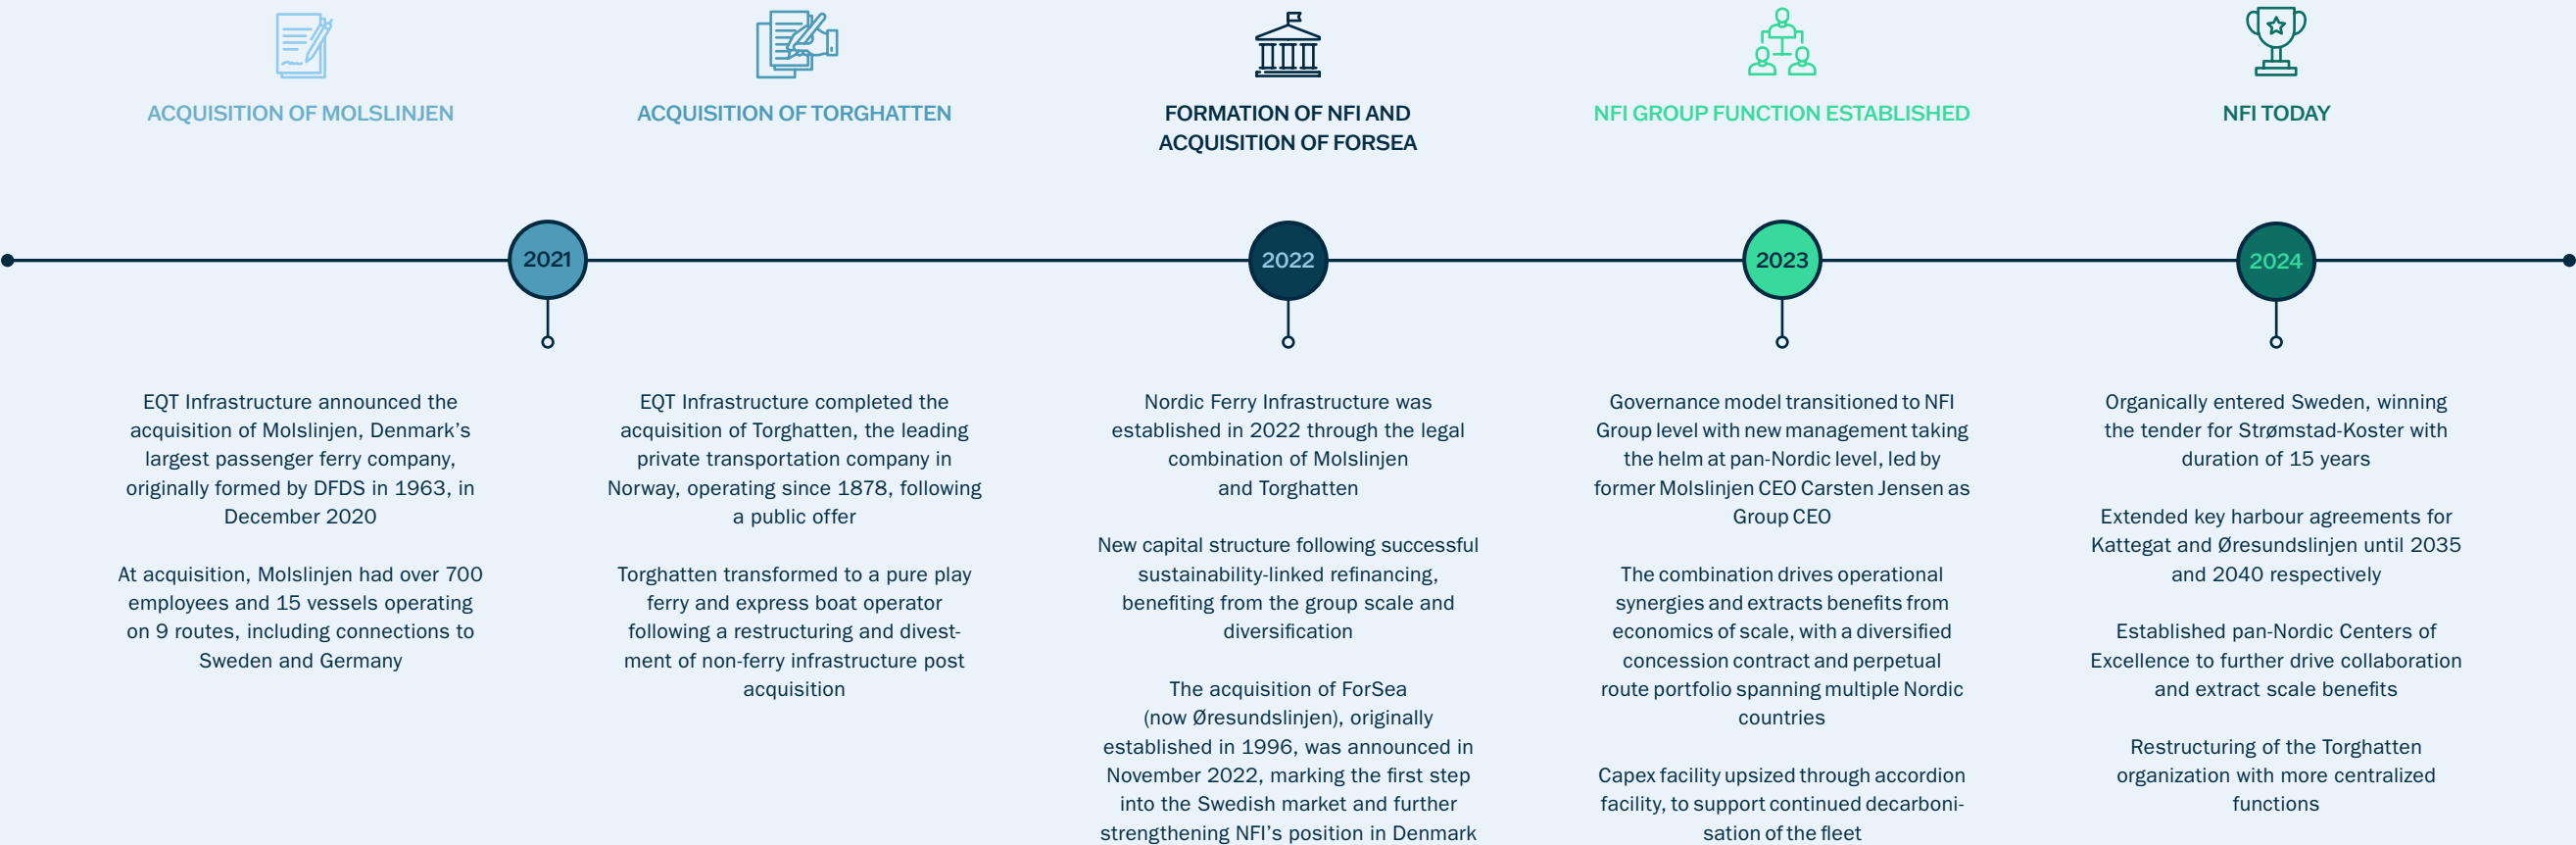 ACQUISITION OF MOLSLINJEN
ACQUISITION OF TORGHATTEN
FORMATION OF NFI AND
ACQUISITION OF FORSEA
NFI GROUP FUNCTION ESTABLISHED
NFI TODAY
2021
2022
2023
2024
EQT Infrastructure announced the
acquisition of Molslinjen, Denmark's
largest passenger ferry company,
originally formed by DFDS in 1963, in
December 2020
At acquisition, Molslinjen had over 700
employees and 15 vessels operating
on 9 routes, including connections to
Sweden and Germany
EQT Infrastructure completed the
acquisition of Torghatten, the leading
private transportation company in
Norway, operating since 1878, following
a public offer
Torghatten transformed to a pure play
ferry and express boat operator
following a restructuring and divest-
ment of non-ferry infrastructure post
acquisition
Nordic Ferry Infrastructure was
established in 2022 through the legal
combination of Molslinjen
and Torghatten
New capital structure following successful
sustainability-linked refinancing,
benefiting from the group scale and
diversification
The acquisition of ForSea
(now Øresundslinjen), originally
established in 1996, was announced in
November 2022, marking the first step
into the Swedish market and further
strengthening NFI's position in Denmark
Governance model transitioned to NFI
Group level with new management taking
the helm at pan-Nordic level, led by
former Molslinjen CEO Carsten Jensen as
Group CEO
The combination drives operational
synergies and extracts benefits from
economics of scale, with a diversified
concession contract and perpetual
route portfolio spanning multiple Nordic
countries
Capex facility upsized through accordion
facility, to support continued decarboni-
sation of the fleet
Organically entered Sweden, winning
the tender for Strømstad-Koster with
duration of 15 years
Extended key harbour agreements for
Kattegat and Øresundslinjen until 2035
and 2040 respectively
Established pan-Nordic Centers of
Excellence to further drive collaboration
and extract scale benefits
Restructuring of the Torghatten
organization with more centralized
functions